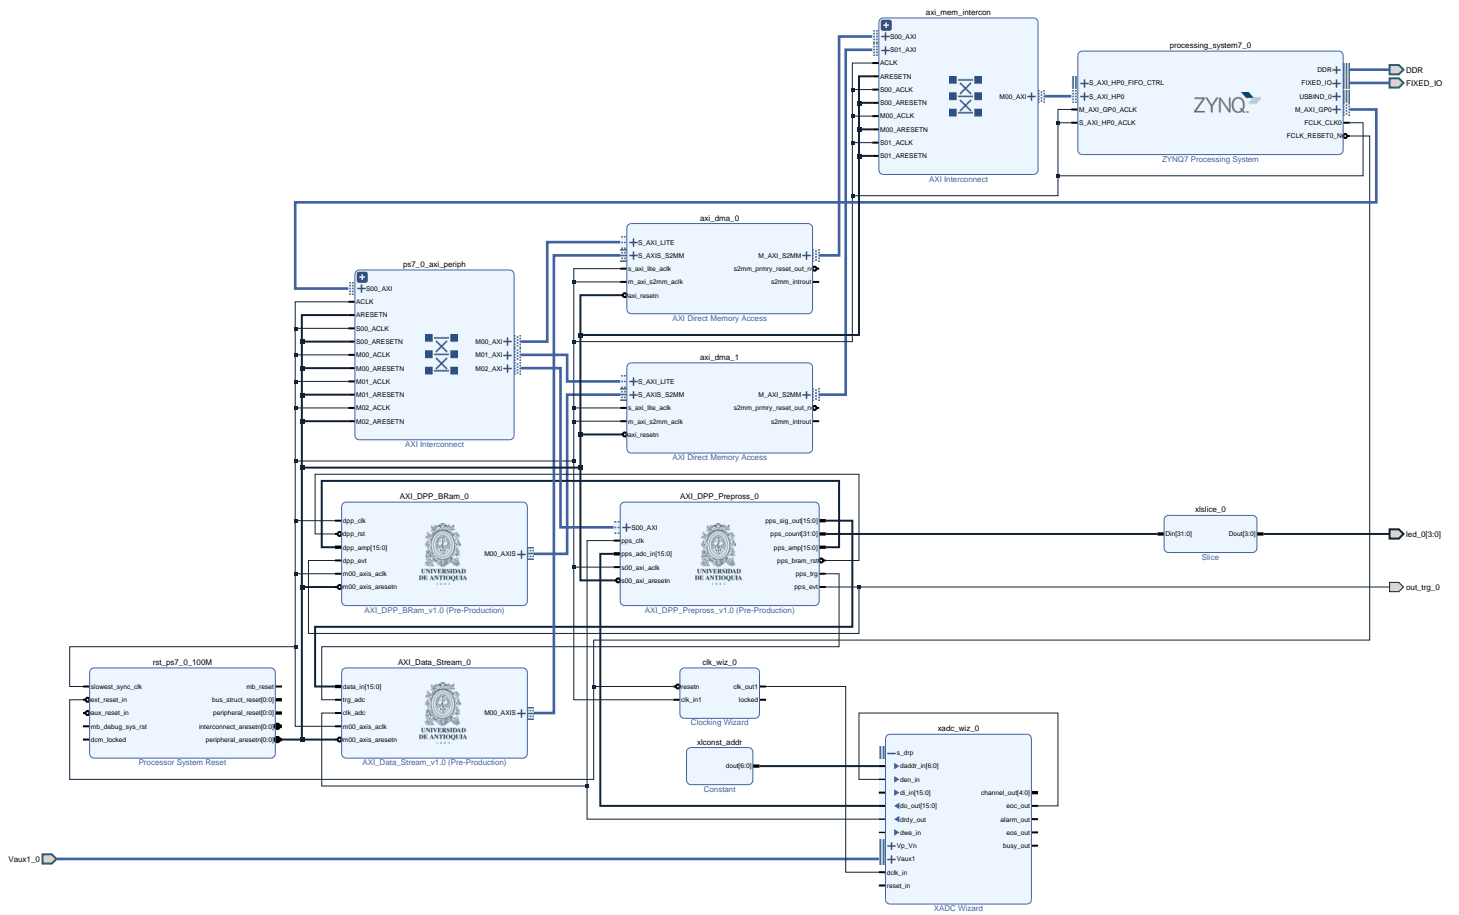 axi_mem_intercon
S00_AXI
S01_AXI
ACLK
ARESETN
S00_ACLK
S00_ARESETN
M00_ACLK
M00_ARESETN
S01_ACLK
S01_ARESETN
M00_AXI
AXI Interconnect
processing_system7_0
S_AXI_HP0_FIFO_CTRL
S_AXI_HP0
M_AXI_GP0_ACLK
S_AXI_HP0_ACLK
ZYNQ
DDR
FIXED_IO
USBIND_0
M_AXI_GP0
FCLK_CLK0
FCLK_RESET0_N
ZYNQ7 Processing System
DDR
FIXED_IO
axi_dma_0
S_AXI_LITE
S_AXIS_S2MM
s_axi_lite_aclk
m_axi_s2mm_aclk
axi_resetn
M_AXI_S2MM
s2mm_prmry_reset_out_n
s2mm_introut
AXI Direct Memory Access
ps7_0_axi_periph
S00_AXI
ACLK
ARESETN
S00_ACLK
S00_ARESETN
M00_ACLK
M00_ARESETN
M01_ACLK
M01_ARESETN
M02_ACLK
M02_ARESETN
M00_AXI
M01_AXI
M02_AXI
AXI Interconnect
axi_dma_1
S_AXI_LITE
S_AXIS_S2MM
s_axi_lite_aclk
m_axi_s2mm_aclk
axi_resetn
M_AXI_S2MM
s2mm_prmry_reset_out_n
s2mm_introut
AXI Direct Memory Access
AXI_DPP_BRam_0
dpp_clk
dpp_rst
dpp_amp[15:0]
dpp_evt
m00_axis_aclk
m00_axis_aresetn
UNIVERSIDAD
DE ANTIOQUIA
1803
M00_AXIS
AXI_DPP_BRam_v1.0 (Pre-Production)
AXI_DPP_Prepross_0
S00_AXI
pps_clk
pps_adc_in[15:0]
s00_axi_aclk
s00_axi_aresetn
UNIVERSIDAD
DE ANTIOQUIA
1803
pps_sig_out[15:0]
pps_count[31:0]
pps_amp[15:0]
pps_bram_rst
pps_trg
pps_evt
AXI_DPP_Prepross_v1.0 (Pre-Production)
xlslice_0
Din[31:0]
Dout[3:0]
Slice
led_0[3:0]
out_trg_0
rst_ps7_0_100M
slowest_sync_clk
ext_reset_in
aux_reset_in
mb_debug_sys_rst
dcm_locked
mb_reset
bus_struct_reset[0:0]
peripheral_reset[0:0]
interconnect_aresetn[0:0]
peripheral_aresetn[0:0]
Processor System Reset
AXI_Data_Stream_0
data_in[15:0]
trg_adc
clk_adc
m00_axis_aclk
m00_axis_aresetn
UNIVERSIDAD
DE ANTIOQUIA
1803
M00_AXIS
AXI_Data_Stream_v1.0 (Pre-Production)
clk_wiz_0
resetn
clk_in1
clk_out1
locked
Clocking Wizard
xlconst_addr
dout[6:0]
Constant
xadc_wiz_0
s_drp
daddr_in[6:0]
den_in
di_in[15:0]
do_out[15:0]
drdy_out
dwe_in
Vp_Vn
Vaux1
dclk_in
reset_in
channel_out[4:0]
eoc_out
alarm_out
eos_out
busy_out
XADC Wizard
Vaux1_0